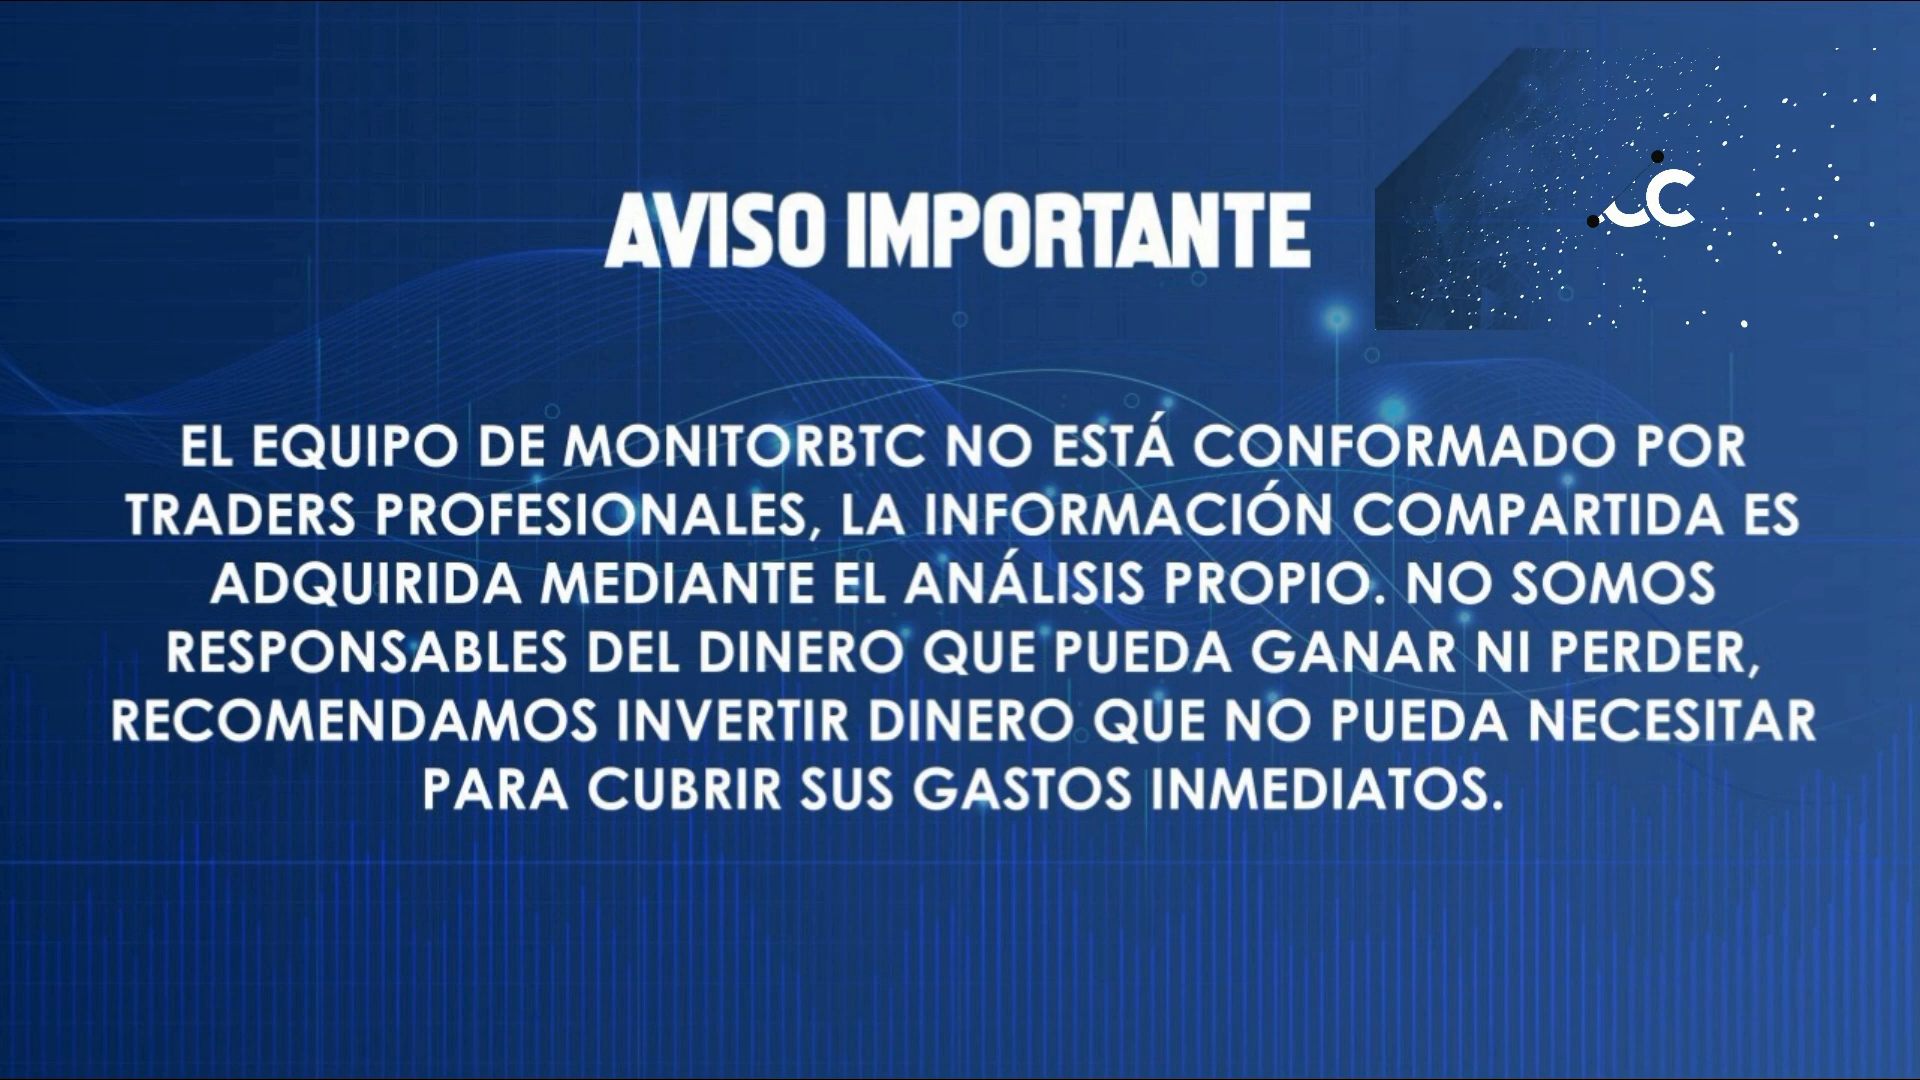 AVISO IMPORTANTE
EL EQUIPO DE MONITORBTC NO ESTÁ CONFORMADO POR
TRADERS PROFESIONALES, LA INFORMACIÓN COMPARTIDA ES
ADQUIRIDA MEDIANTE EL ANÁLISIS PROPIO. NO SOMOS
RESPONSABLES DEL DINERO QUE PUEDA GANAR NI PERDER,
RECOMENDAMOS INVERTIR DINERO QUE NO PUEDA NECESITAR
PARA CUBRIR SUS GASTOS INMEDIATOS.